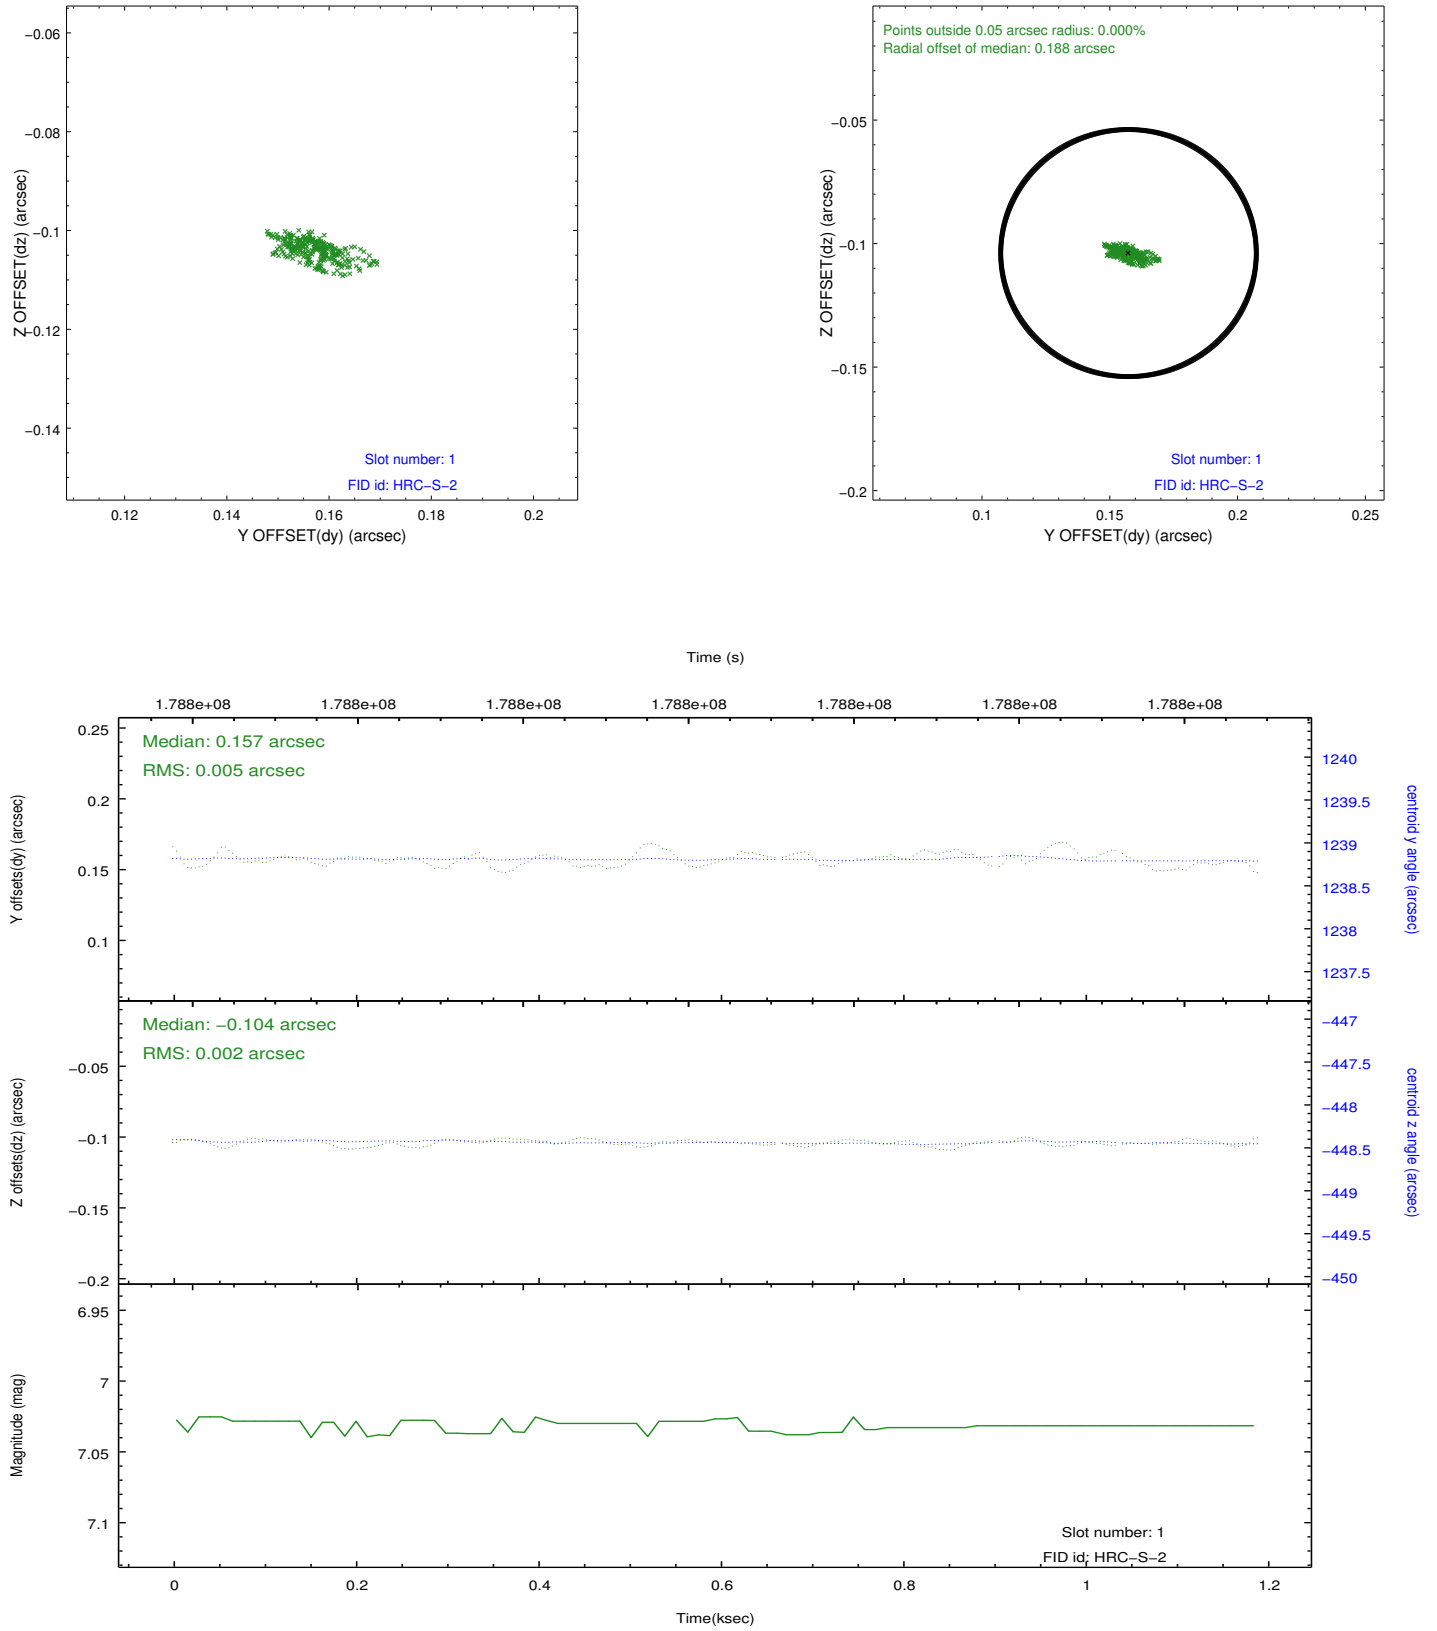 −0.06
−0.08
−0.1
−0.12
−0.14
Z OFFSET(dz) (arcsec)
Slot number: 1
FID id: HRC−S−2
0.12 0.14 0.16 0.18 0.2
Y OFFSET(dy) (arcsec)
Points outside 0.05 arcsec radius: 0.000%
Radial offset of median: 0.188 arcsec
−0.05
−0.1
−0.15
−0.2
Z OFFSET(dz) (arcsec)
Slot number: 1
FID id: HRC−S−2
0.1 0.15 0.2 0.25
Y OFFSET(dy) (arcsec)
Time (s)
1.788e+08 1.788e+08 1.788e+08 1.788e+08 1.788e+08 1.788e+08 1.788e+08
Median: 0.157 arcsec
RMS: 0.005 arcsec
0.25
0.2
0.15
0.1
Y offsets(dy) (arcsec)
1240
1239.5
1239
1238.5
1238
1237.5
centroid y angle (arcsec)
Median: −0.104 arcsec
RMS: 0.002 arcsec
−0.05
−0.1
−0.15
−0.2
Z offsets(dz) (arcsec)
−447
−447.5
−448
−448.5
−449
−449.5
−450
centroid z angle (arcsec)
6.95
7
7.05
7.1
Magnitude (mag)
Slot number: 1
FID id: HRC−S−2
0 0.2 0.4 0.6 0.8 1 1.2
Time(ksec)